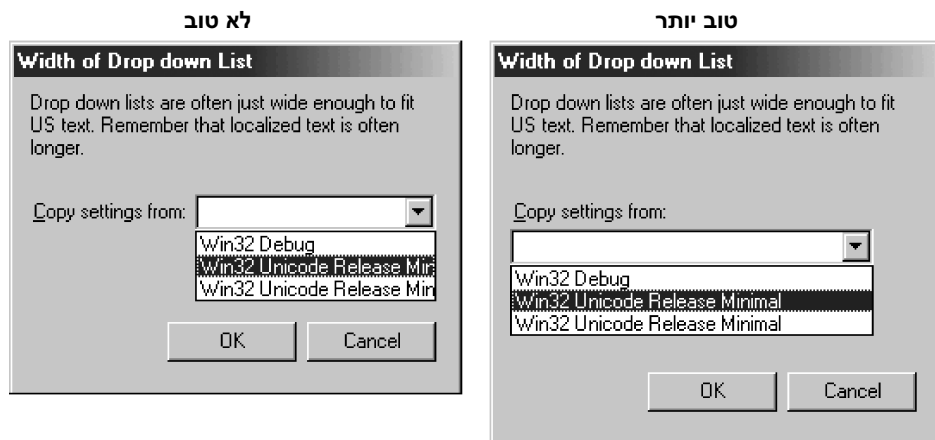 לא טוב
Width of Drop down List
Drop down lists are often just wide enough to fit
US text. Remember that localized text is often
longer.
Copy settings from:
Win32 Debug
Win32 Unicode Release Min
Win32 Unicode Release Min
OK
Cancel
טוב יותר
Width of Drop down List
Drop down lists are often just wide enough to fit
US text. Remember that localized text is often
longer.
Copy settings from:
Win32 Debug
Win32 Unicode Release Minimal
Win32 Unicode Release Minimal
OK
Cancel